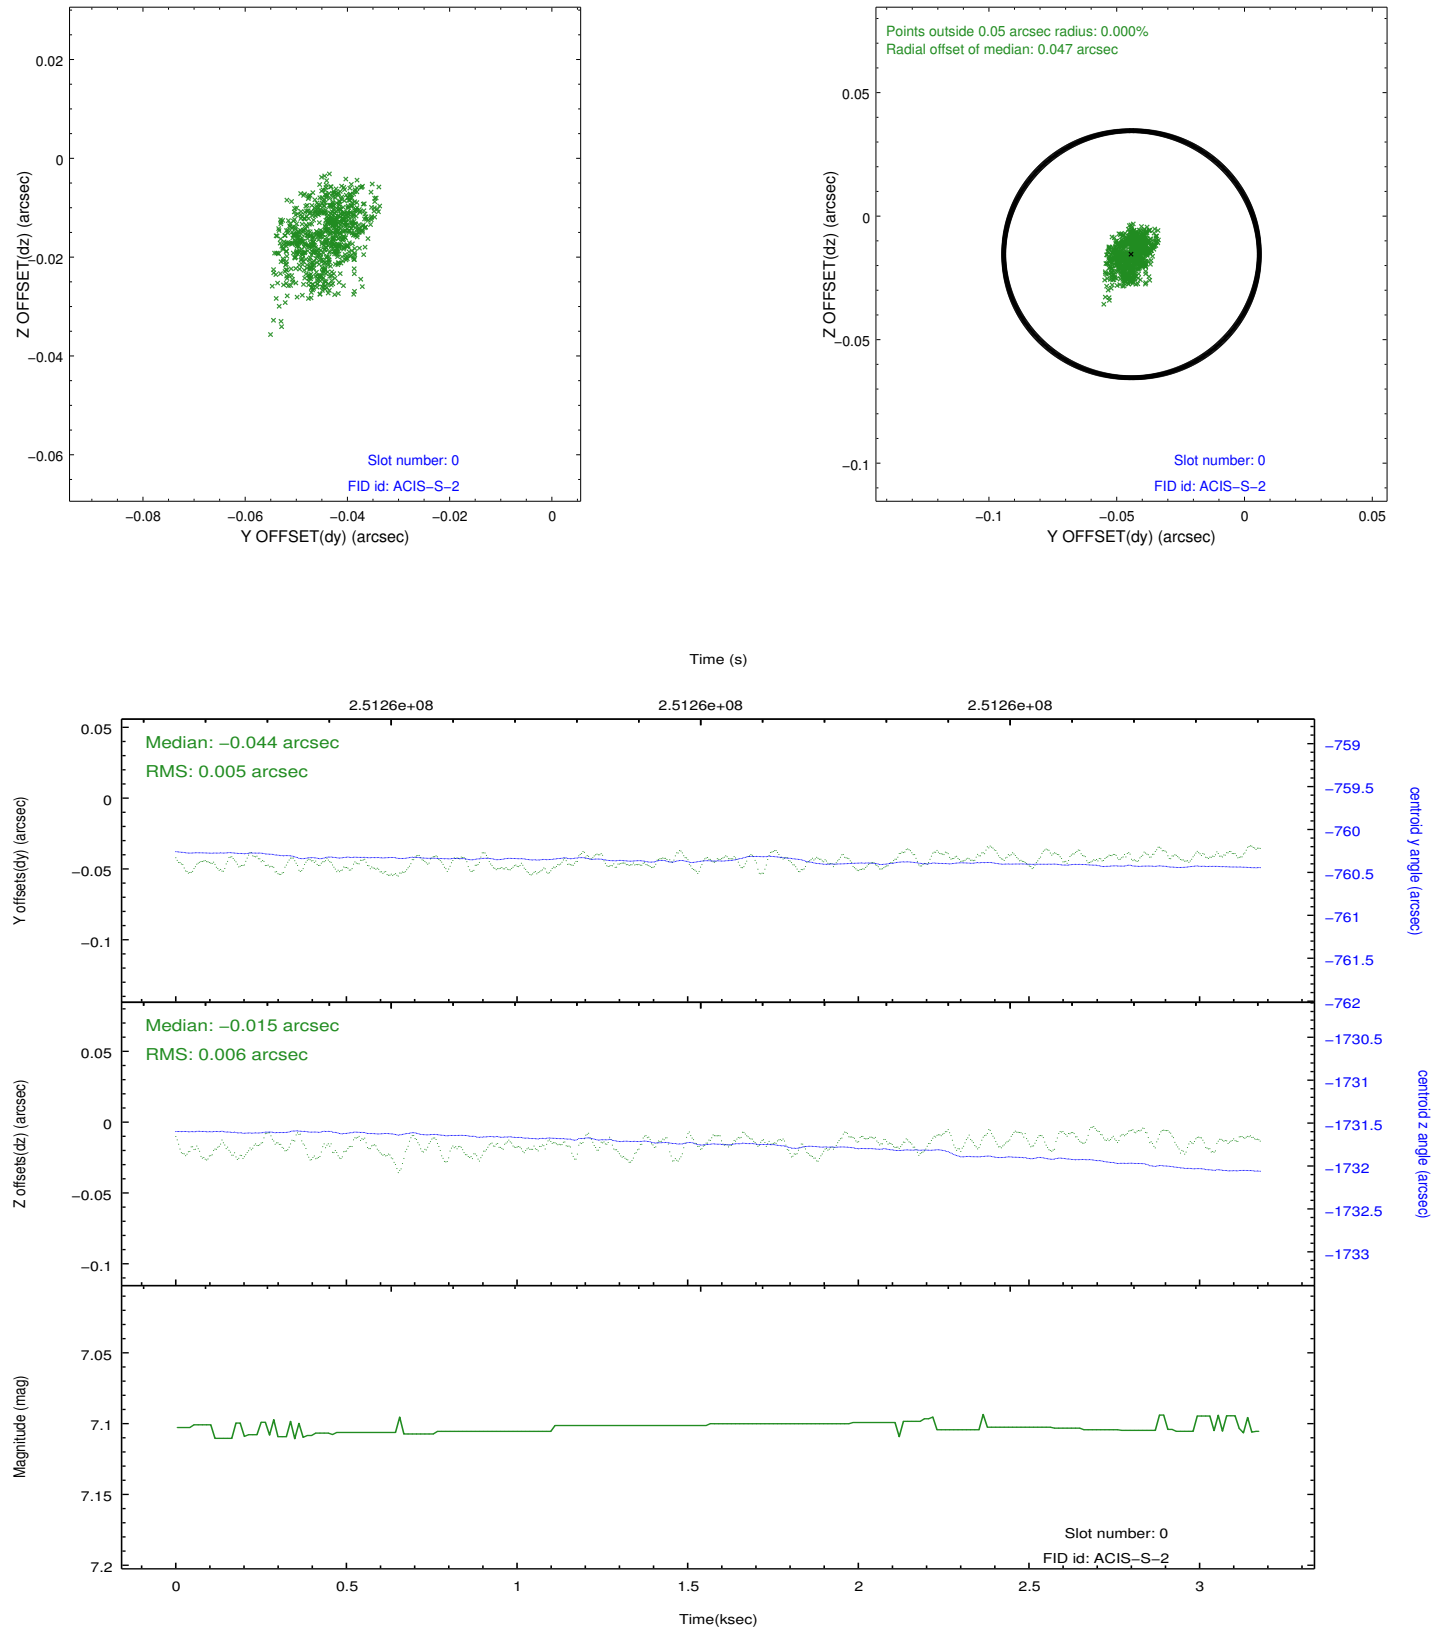 0.02
0
−0.02
−0.04
−0.06
Z OFFSET(dz) (arcsec)
Slot number: 0
FID id: ACIS−S−2
−0.08
−0.06
−0.04
−0.02
0
Y OFFSET(dy) (arcsec)
Points outside 0.05 arcsec radius: 0.000%
Radial offset of median: 0.047 arcsec
0.05
0
−0.05
−0.1
Z OFFSET(dz) (arcsec)
Slot number: 0
FID id: ACIS−S−2
−0.1
−0.05
0
0.05
Y OFFSET(dy) (arcsec)
Time (s)
2.5126e+08
2.5126e+08
2.5126e+08
Median: −0.044 arcsec
RMS: 0.005 arcsec
0.05
0
−0.05
−0.1
Y offsets(dy) (arcsec)
−759
−759.5
−760
−760.5
−761
−761.5
−762
centroid y angle (arcsec)
Median: −0.015 arcsec
RMS: 0.006 arcsec
0.05
0
−0.05
−0.1
Z offsets(dz) (arcsec)
−1730.5
−1731
−1731.5
−1732
−1732.5
−1733
centroid z angle (arcsec)
7.05
7.1
7.15
7.2
Magnitude (mag)
Slot number: 0
FID id: ACIS−S−2
0
0.5
1
1.5
2
2.5
3
Time(ksec)